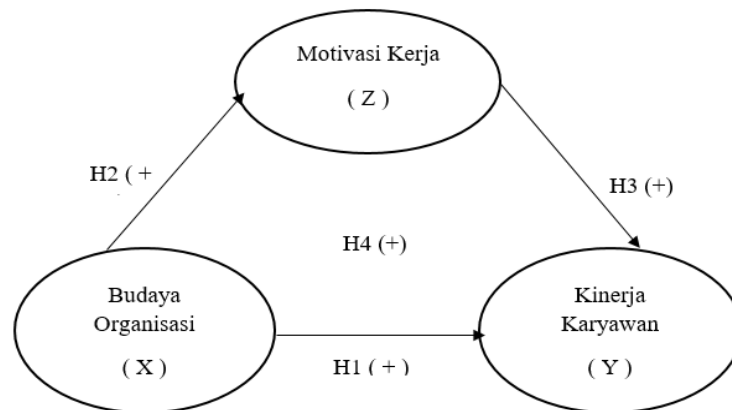 Motivasi Kerja
( Z )
H2 ( +
H3 (+)
H4 (+)
Budaya
Organisasi
( X )
Kinerja
Karyawan
( Y )
H1 ( + )